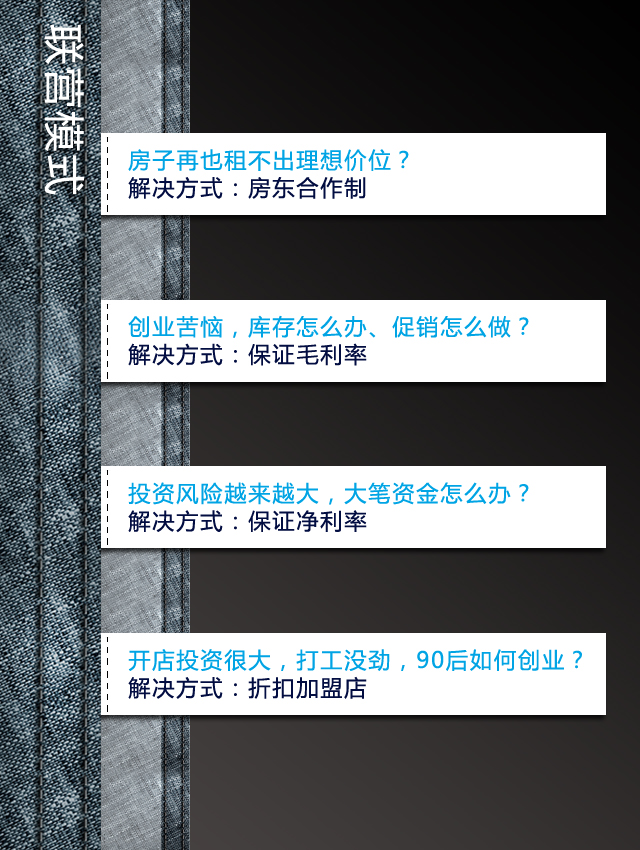 联营模式
房子再也租不出理想价位？
解决方式：房东合作制
创业苦恼，库存怎么办、促销怎么做？
解决方式：保证毛利率
投资风险越来越大，大笔资金怎么办？
解决方式：保证净利率
开店投资很大，打工没劲，90后如何创业？
解决方式：折扣加盟店